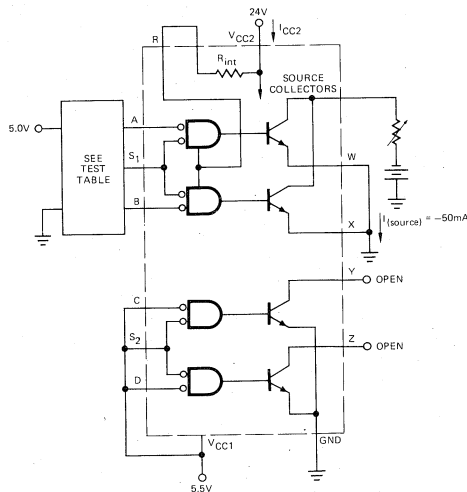 24V
R
VCC2
ICC2
Rint
SOURCE
COLLECTORS
5.0V
A
SEE
TEST
TABLE
S1
W
B
X
I(source) = −50mA
Y
OPEN
C
S2
Z
OPEN
D
VCC1
GND
5.5V